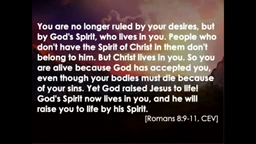 You are no longer ruled by your desires, but
by God's Spirit, who lives in you. People who
don't have the Spirit of Christ in them don't
belong to him. But Christ lives in you. So you
are alive because God has accepted you,
even though your bodies must die because
of your sins. Yet God raised Jesus to life!
God's Spirit now lives in you, and he will
raise you to life by his Spirit.
[Romans 8:9-11, CEV]